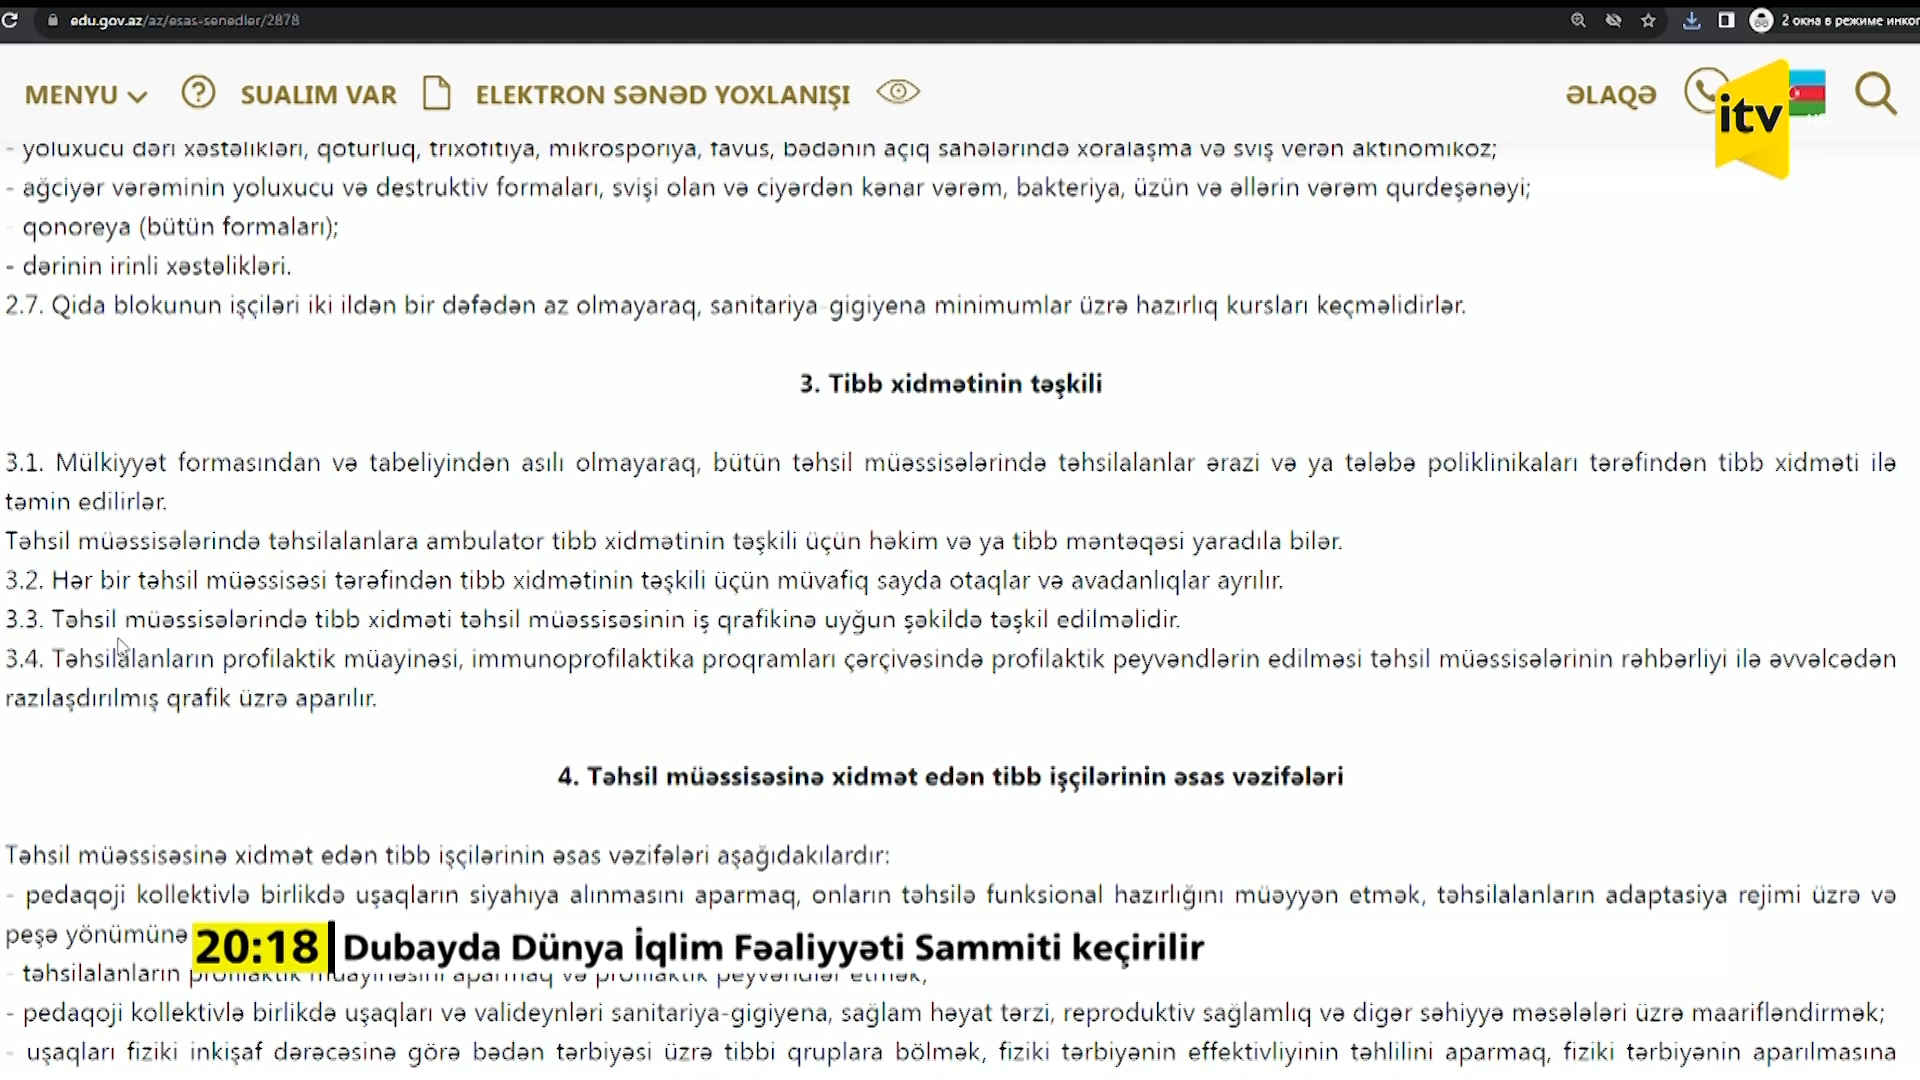 edu.gov.az/az/esas-senedler/2878
2 окна в режиме инког
MENYU SUALIM VAR ELEKTRON SƏNƏD YOXLANIŞI ƏLAQƏ
itv
- yoluxucu dəri xəstəlikləri, qoturluq, trixofitiya, mikrosporiya, favus, bədənin açıq sahələrində xoralaşma və sviş verən aktinomikoz;
- ağciyər vərəminin yoluxucu və destruktiv formaları, svişi olan və ciyərdən kənar vərəm, bakteriya, üzün və əllərin vərəm qurdeşənəyi;
- qonoreya (bütün formaları);
- dərinin irinli xəstəlikləri.
2.7. Qida blokunun işçiləri iki ildən bir dəfədən az olmayaraq, sanitariya-gigiyena minimumlar üzrə hazırlıq kursları keçməlidirlər.
3. Tibb xidmətinin təşkili
3.1. Mülkiyyət formasından və tabeliyindən asılı olmayaraq, bütün təhsil müəssisələrində təhsilalanlar ərazi və ya tələbə poliklinikaları tərəfindən tibb xidməti ilə
təmin edilirlər.
Təhsil müəssisələrində təhsilalanlara ambulator tibb xidmətinin təşkili üçün həkim və ya tibb məntəqəsi yaradıla bilər.
3.2. Hər bir təhsil müəssisəsi tərəfindən tibb xidmətinin təşkili üçün müvafiq sayda otaqlar və avadanlıqlar ayrılır.
3.3. Təhsil müəssisələrində tibb xidməti təhsil müəssisəsinin iş qrafikinə uyğun şəkildə təşkil edilməlidir.
3.4. Təhsilalanların profilaktik müayinəsi, immunoprofilaktika proqramları çərçivəsində profilaktik peyvəndlərin edilməsi təhsil müəssisələrinin rəhbərliyi ilə əvvəlcədən
razılaşdırılmış qrafik üzrə aparılır.
4. Təhsil müəssisəsinə xidmət edən tibb işçilərinin əsas vəzifələri
Təhsil müəssisəsinə xidmət edən tibb işçilərinin əsas vəzifələri aşağıdakılardır:
- pedaqoji kollektivlə birlikdə uşaqların siyahıya alınmasını aparmaq, onların təhsilə funksional hazırlığını müəyyən etmək, təhsilalanların adaptasiya rejimi üzrə və
peşə yönümünə
20:18 Dubayda Dünya İqlim Fəaliyyəti Sammiti keçirilir
- təhsilalanların profilaktik müayinəsini aparmaq və profilaktik peyvəndlər etmək;
- pedaqoji kollektivlə birlikdə uşaqları və valideynləri sanitariya-gigiyena, sağlam həyat tərzi, reproduktiv sağlamlıq və digər səhiyyə məsələləri üzrə maarifləndirmək;
- uşaqları fiziki inkişaf dərəcəsinə görə bədən tərbiyəsi üzrə tibbi qruplara bölmək, fiziki tərbiyənin effektivliyinin təhlilini aparmaq, fiziki tərbiyənin aparılmasına